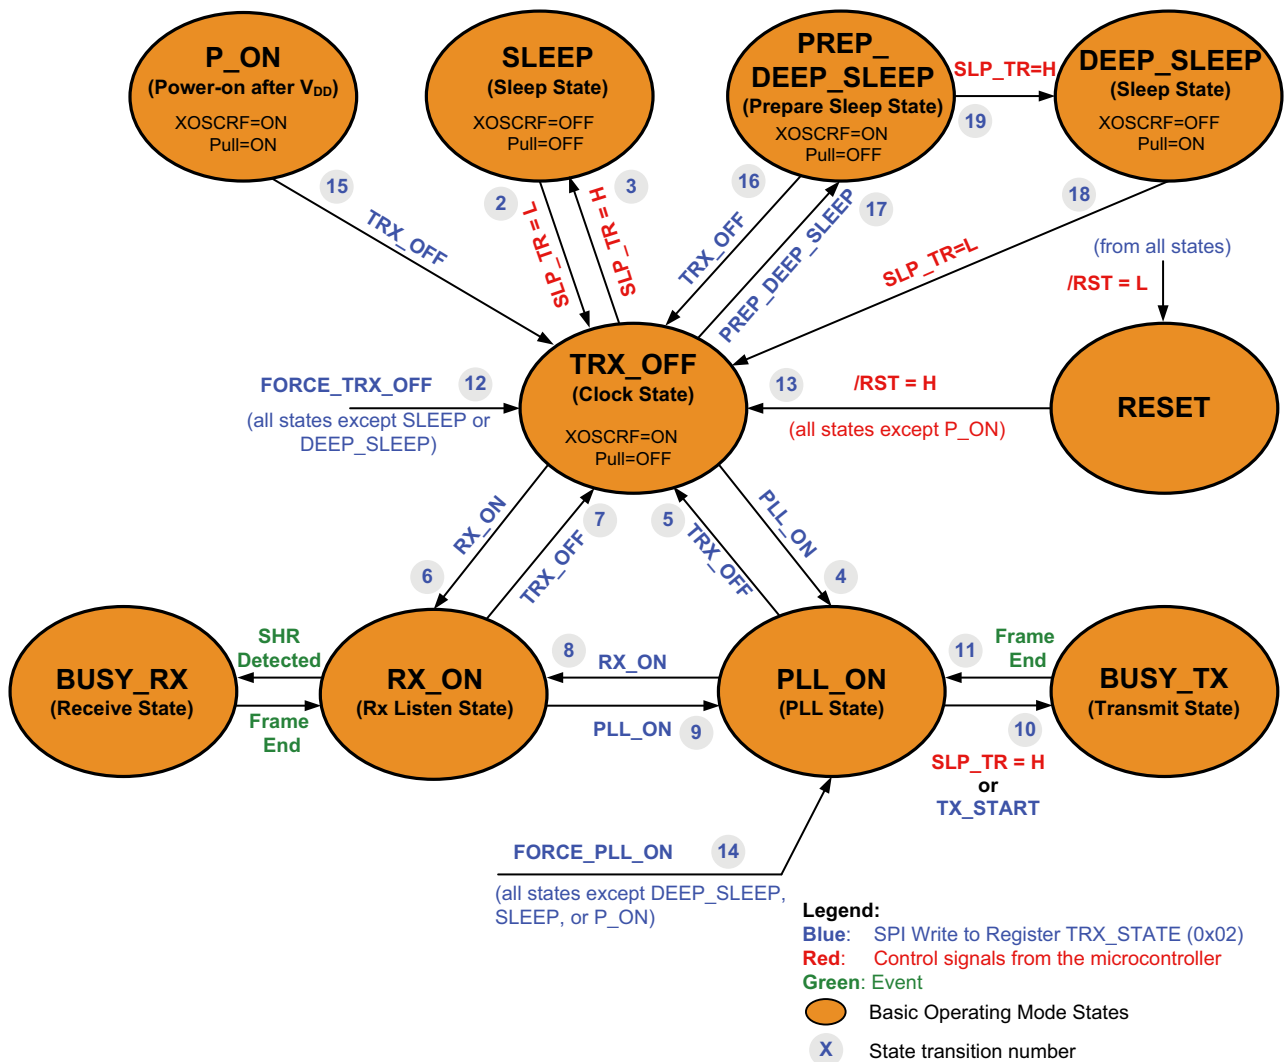 P_ON
(Power-on after VDD)
XOSCRF=ON
Pull=ON
SLEEP
(Sleep State)
XOSCRF=OFF
Pull=OFF
PREP_
DEEP_SLEEP
(Prepare Sleep State)
XOSCRF=ON
Pull=OFF
SLP_TR=H
19
DEEP_SLEEP
(Sleep State)
XOSCRF=OFF
Pull=ON
15
TRX_OFF
2
SLP_TR = L
3
SLP_TR = H
16
TRX_OFF
17
PREP_DEEP_SLEEP
18
SLP_TR=L
(from all states)
/RST = L
TRX_OFF
(Clock State)
XOSCRF=ON
Pull=OFF
FORCE_TRX_OFF
12
(all states except SLEEP or
DEEP_SLEEP)
13
/RST = H
(all states except P_ON)
RESET
RX_ON
6
7
TRX_OFF
5
TRX_OFF
PLL_ON
4
BUSY_RX
(Receive State)
SHR
Detected
Frame
End
RX_ON
(Rx Listen State)
8
RX_ON
PLL_ON
9
PLL_ON
(PLL State)
11
Frame
End
10
SLP_TR = H
or
TX_START
BUSY_TX
(Transmit State)
FORCE_PLL_ON
14
(all states except DEEP_SLEEP,
SLEEP, or P_ON)
Legend:
Blue: SPI Write to Register TRX_STATE (0x02)
Red: Control signals from the microcontroller
Green: Event
Basic Operating Mode States
X State transition number